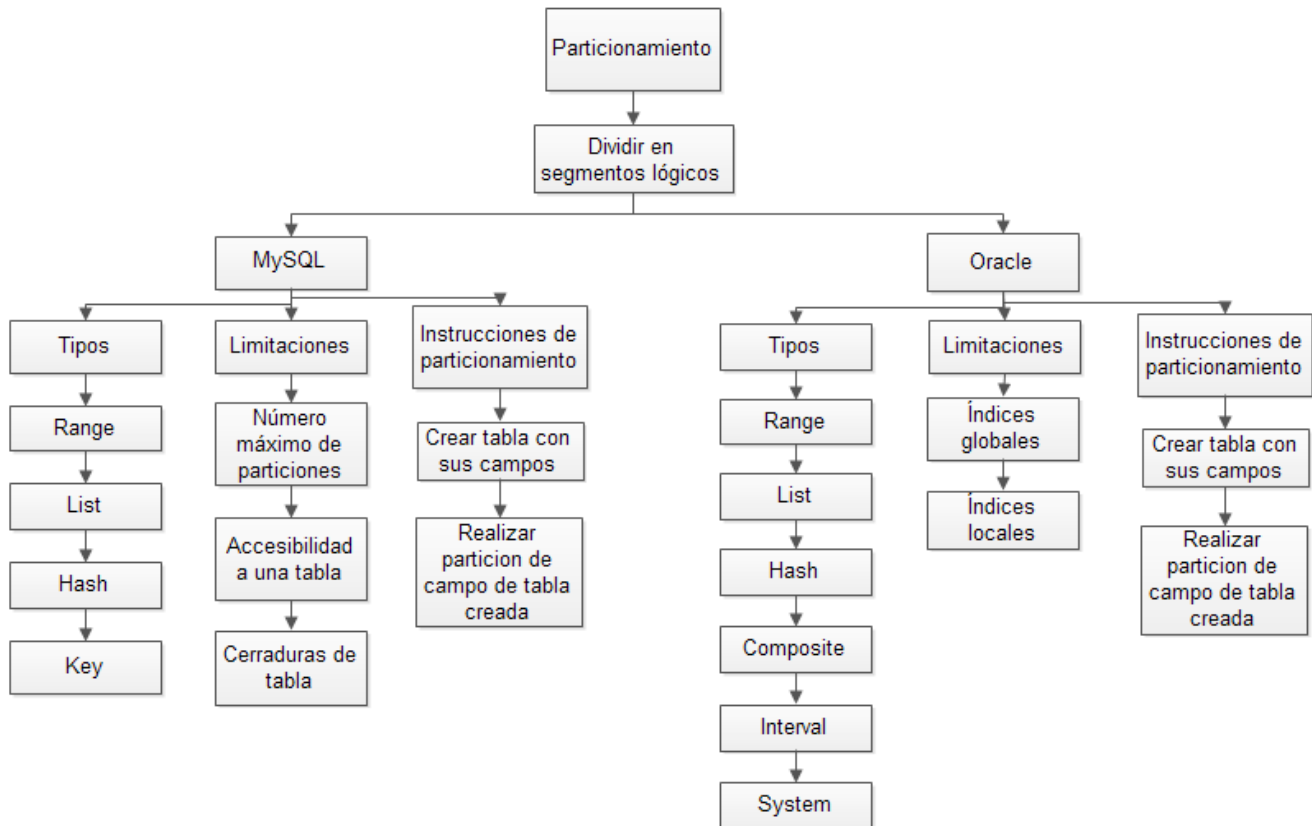 Particionamiento
Dividir en
segmentos lógicos
MySQL
Tipos
Range
List
Hash
Key
Limitaciones
Número
máximo de
particiones
Accesibilidad
a una tabla
Cerraduras de
tabla
Instrucciones de
particionamiento
Crear tabla con
sus campos
Realizar
particion de
campo de tabla
creada
Oracle
Tipos
Range
List
Hash
Composite
Interval
System
Limitaciones
Índices
globales
Índices
locales
Instrucciones de
particionamiento
Crear tabla con
sus campos
Realizar
particion de
campo de tabla
creada